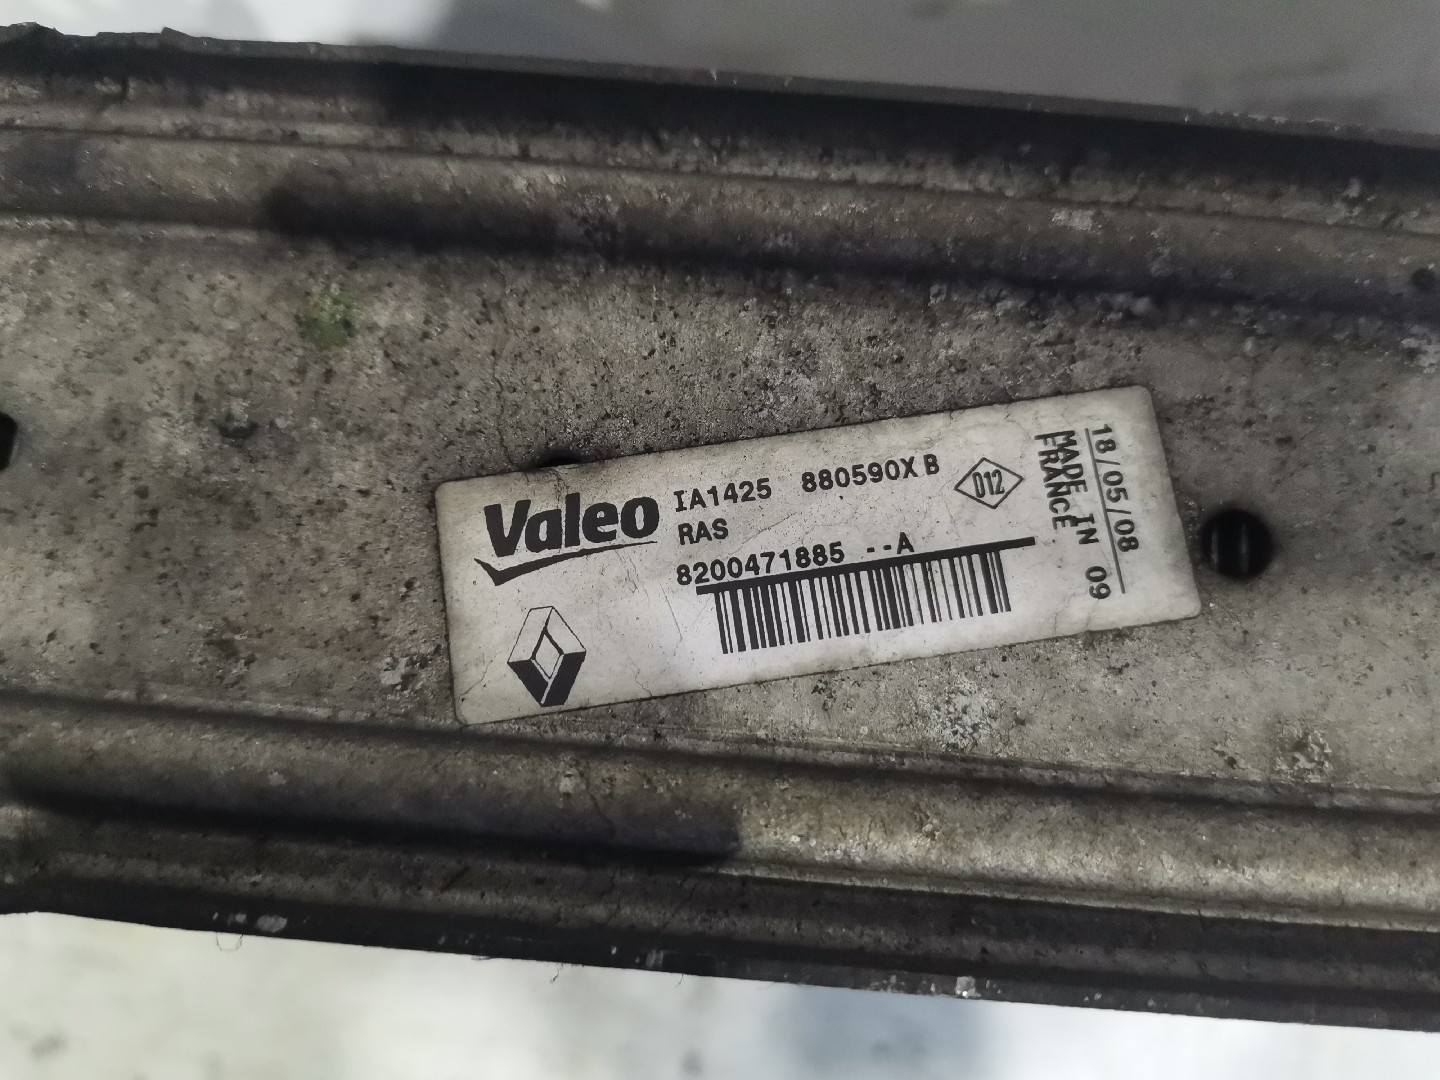 Valeo
IA1425 880590X B
RAS
8200471885 --A
D12
18/05/08
MADE IN 09
FRANCE